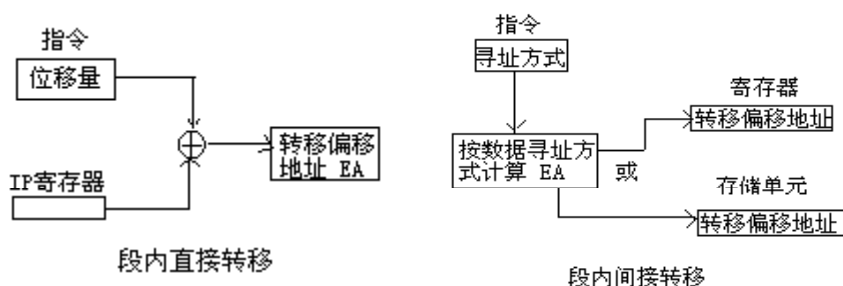 指令
位移量
转移偏移
地址 EA
IP寄存器
段内直接转移
指令
寻址方式
按数据寻址方
式计算 EA
或
寄存器
转移偏移地址
存储单元
转移偏移地址
段内间接转移